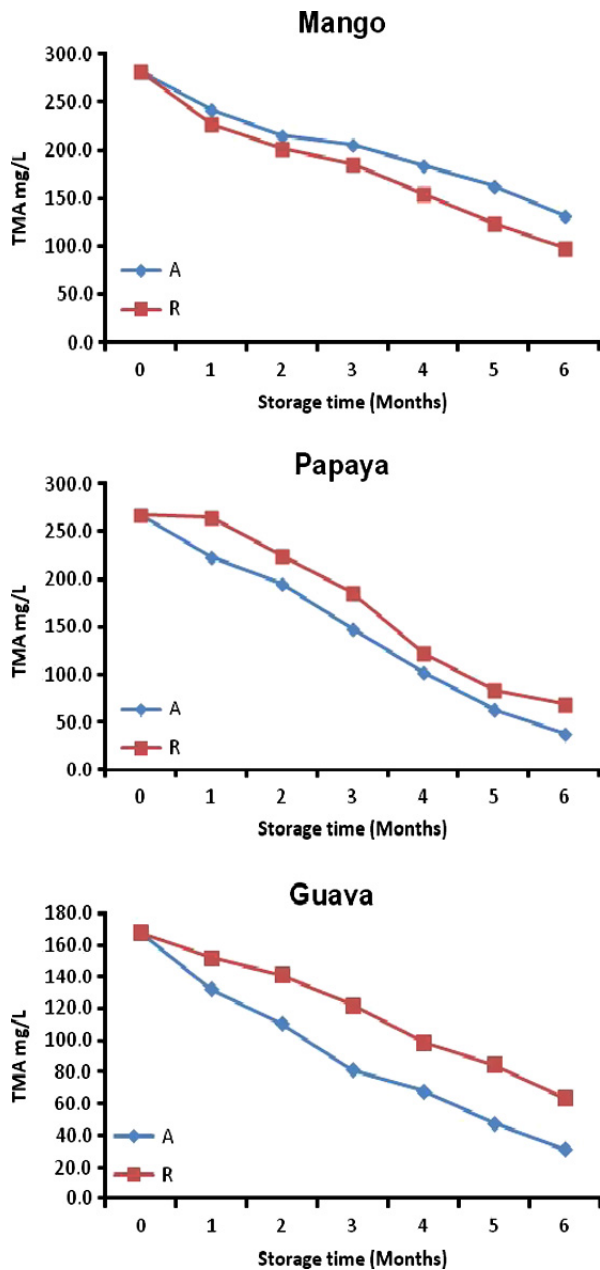 Mango
300.0
250.0
200.0
150.0
100.0
50.0
0.0
TMA mg/L
A
R
0 1 2 3 4 5 6
Storage time (Months)
Papaya
300.0
250.0
200.0
150.0
100.0
50.0
0.0
TMA mg/L
A
R
0 1 2 3 4 5 6
Storage time (Months)
Guava
180.0
160.0
140.0
120.0
100.0
80.0
60.0
40.0
20.0
0.0
TMA mg/L
A
R
0 1 2 3 4 5 6
Storage time (Months)